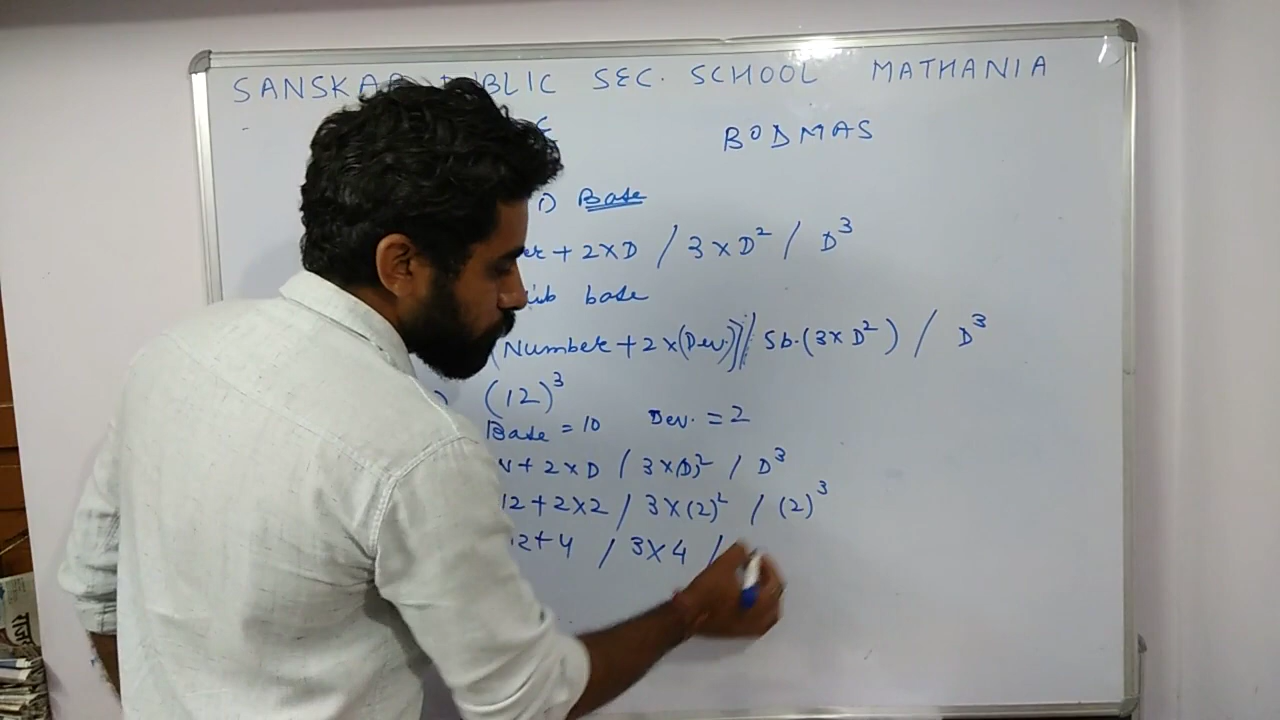 SANSKAR PUBLIC SEC. SCHOOL MATHANIA
BODMAS
1) Base
+ 2×D / 3×D² / D³
base
(Number + 2×(Dev.)) / Sb.(3×D²) / D³
(12)³
Base = 10 Dev. = 2
N + 2×D / 3×(D)² / D³
12 + 2×2 / 3×(2)² / (2)³
12+4 / 3×4 /